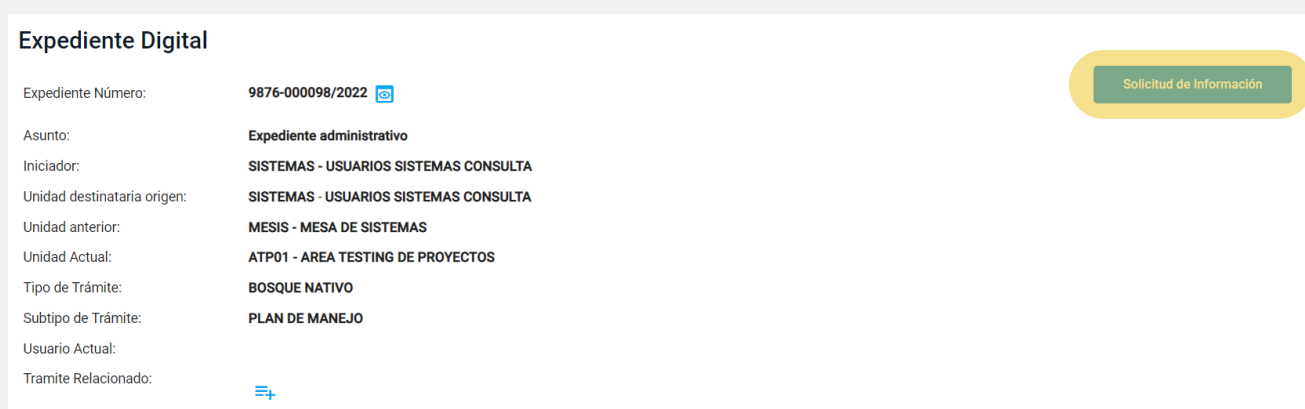 Expediente Digital
Solicitud de Información
Expediente Número: 9876-000098/2022
Asunto: Expediente administrativo
Iniciador: SISTEMAS - USUARIOS SISTEMAS CONSULTA
Unidad destinataria origen: SISTEMAS - USUARIOS SISTEMAS CONSULTA
Unidad anterior: MESIS - MESA DE SISTEMAS
Unidad Actual: ATP01 - AREA TESTING DE PROYECTOS
Tipo de Trámite: BOSQUE NATIVO
Subtipo de Trámite: PLAN DE MANEJO
Usuario Actual:
Tramite Relacionado: